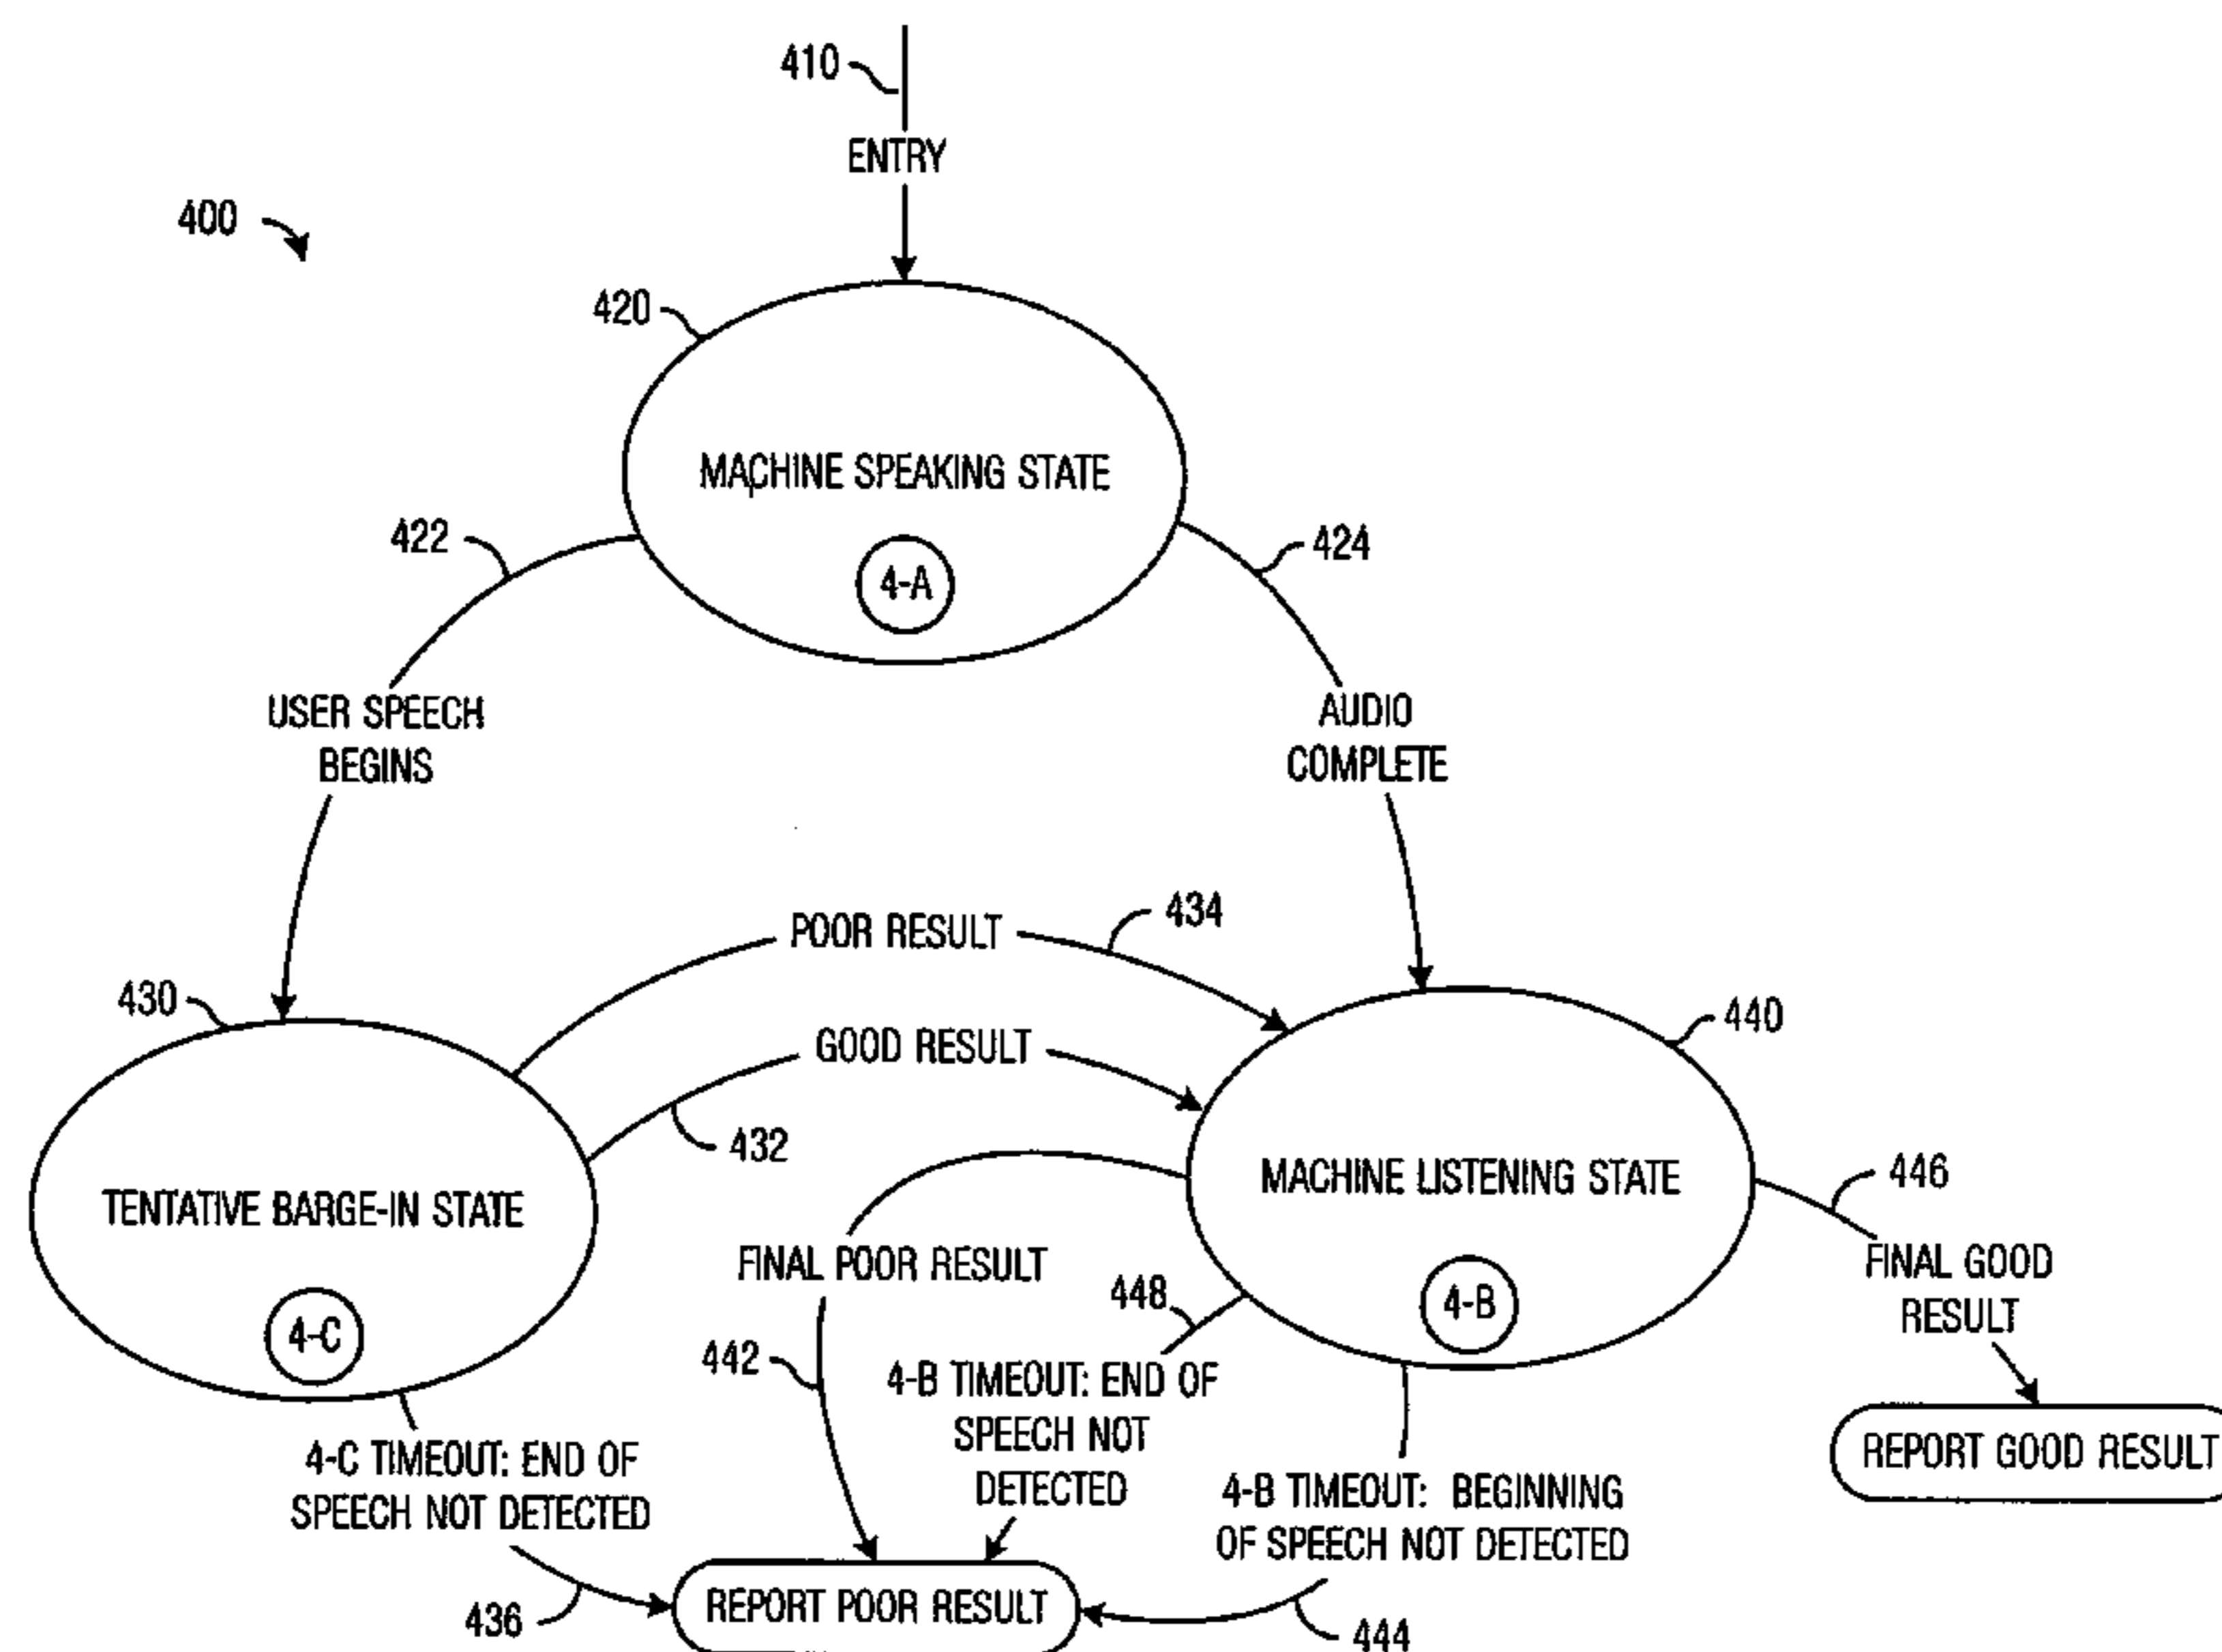 410
ENTRY
400
420
MACHINE SPEAKING STATE
4-A
422
424
USER SPEECH
BEGINS
AUDIO
COMPLETE
POOR RESULT
434
430
440
GOOD RESULT
432
TENTATIVE BARGE-IN STATE
4-C
MACHINE LISTENING STATE
4-B
446
FINAL GOOD
RESULT
FINAL POOR RESULT
448
442
4-B TIMEOUT: END OF
SPEECH NOT
DETECTED
4-C TIMEOUT: END OF
SPEECH NOT DETECTED
4-B TIMEOUT: BEGINNING
OF SPEECH NOT DETECTED
REPORT GOOD RESULT
436
REPORT POOR RESULT
444